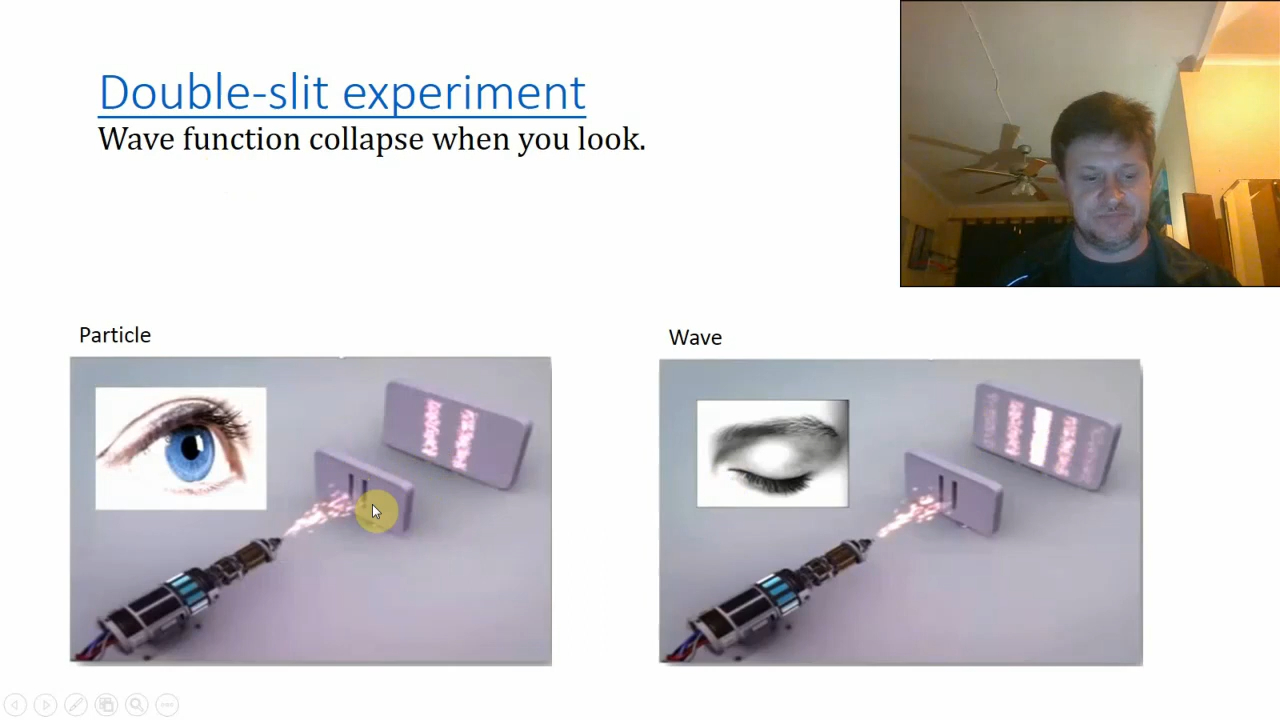 Double-slit experiment
Wave function collapse when you look.
Particle
Wave